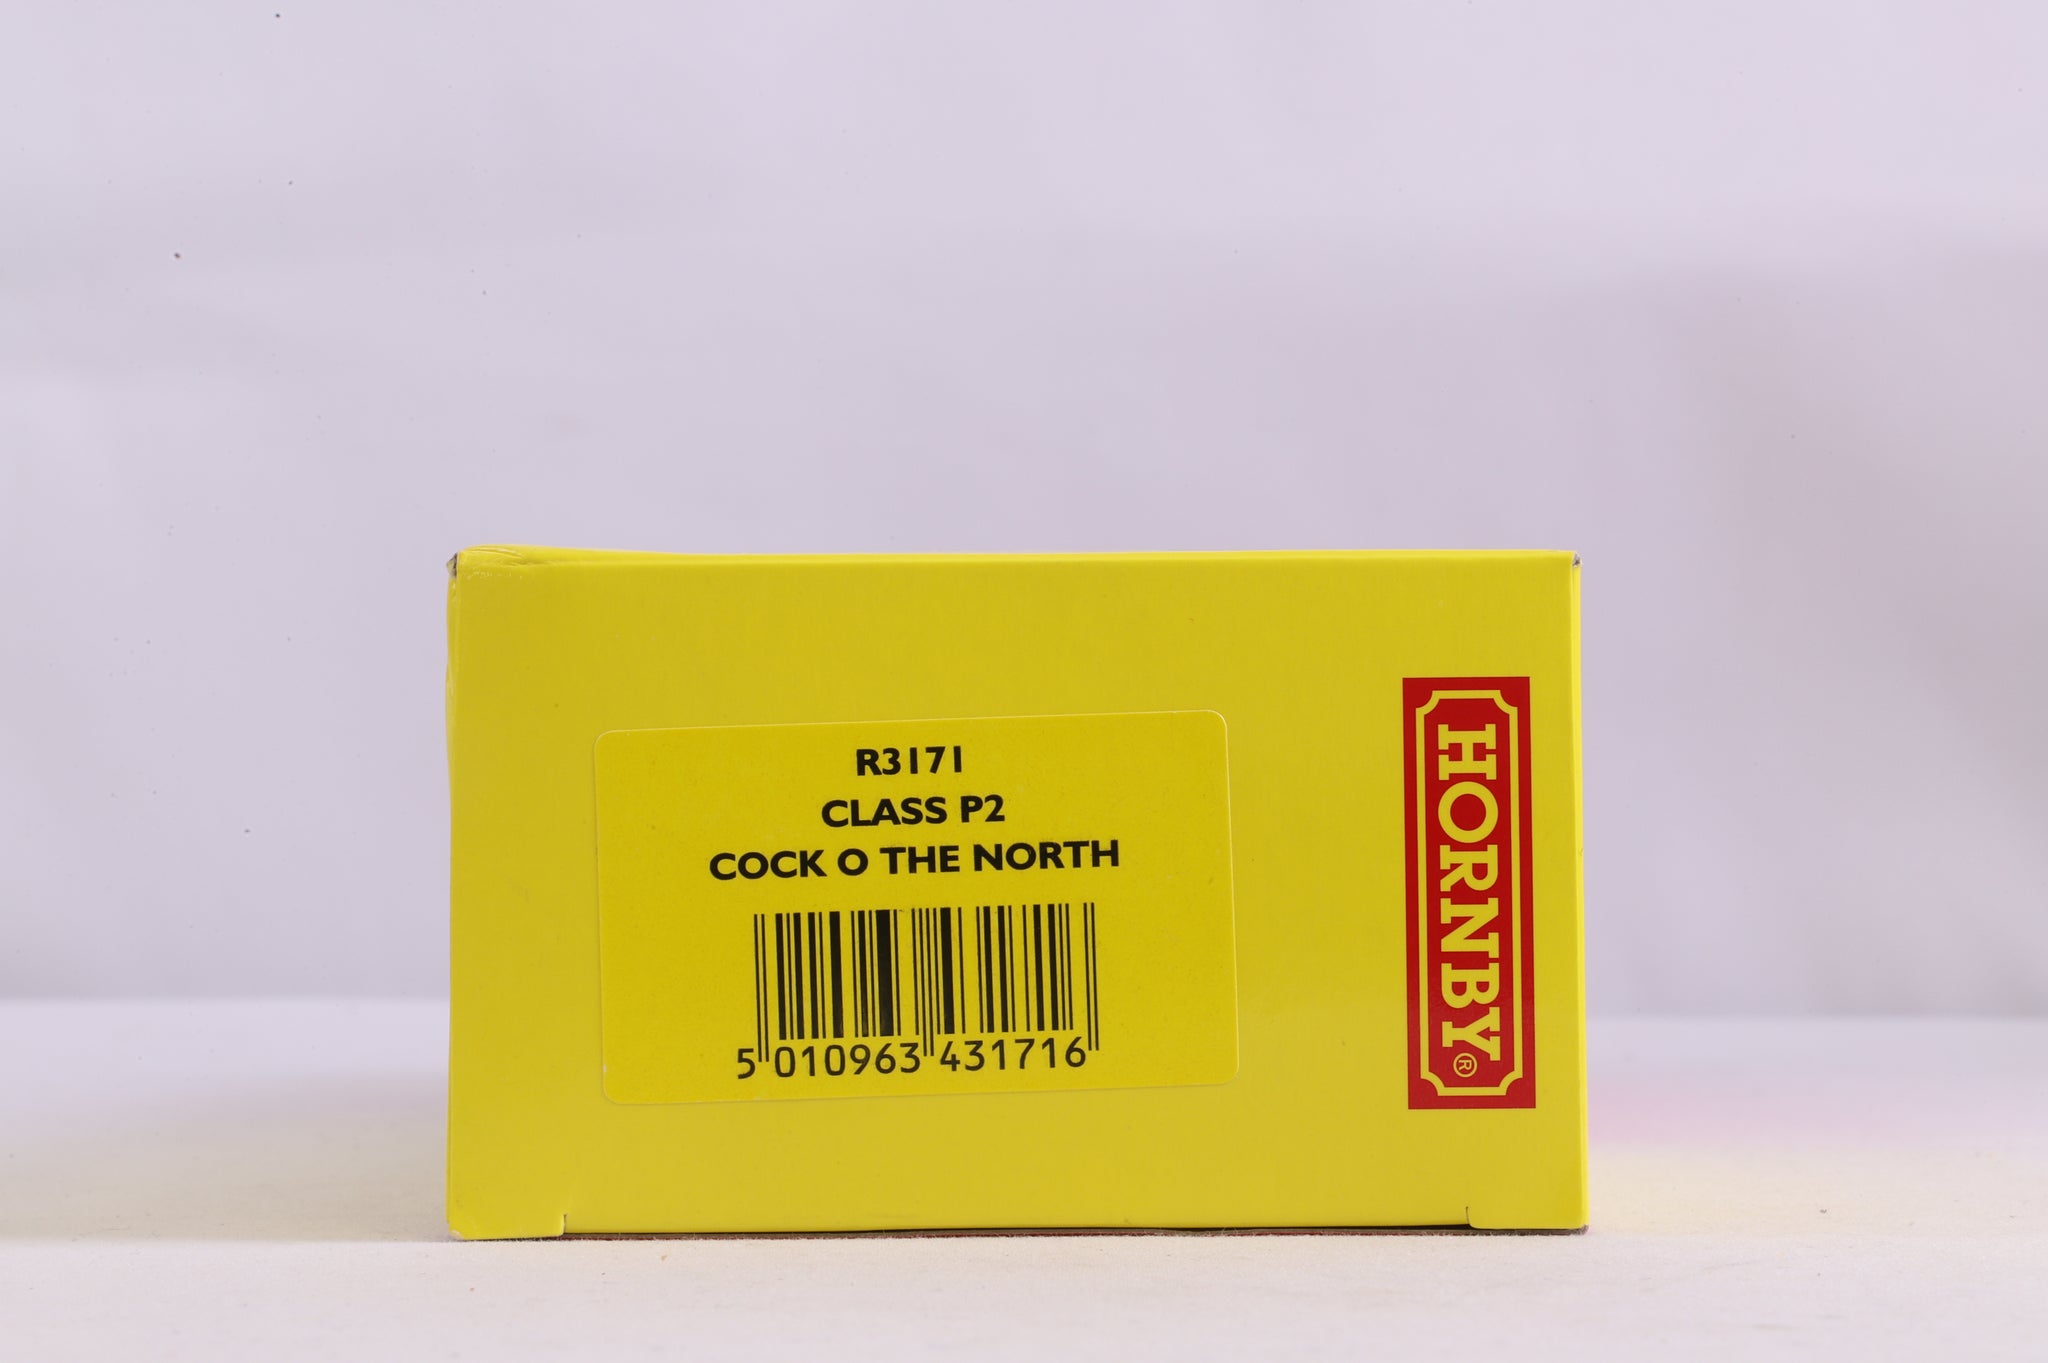 R3171
CLASS P2
COCK O THE NORTH
5 010963 431716
HORNBY®